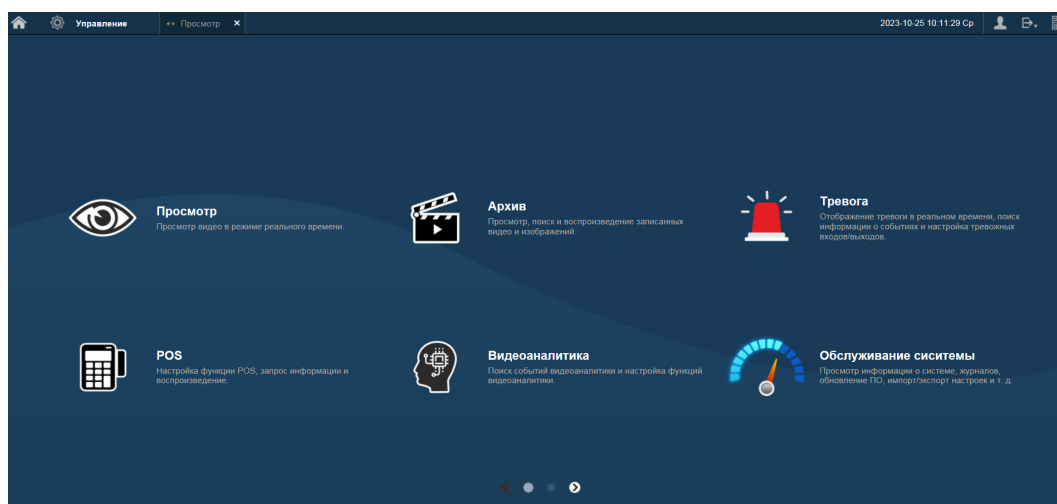 Управление
Просмотр
2023-10-25 10:11:29 Ср
Просмотр
Просмотр видео в режиме реального времени.
Архив
Просмотр, поиск и воспроизведение записанных
видео и изображений.
Тревога
Отображение тревоги в реальном времени, поиск
информации о событиях и настройка тревожных
входов/выходов.
POS
Настройка функции POS, запрос информации и
воспроизведение.
Видеоаналитика
Поиск событий видеоаналитики и настройка функций
видеоаналитики.
Обслуживание сиситемы
Просмотр информации о системе, журналов,
обновление ПО, импорт/экспорт настроек и т. д.